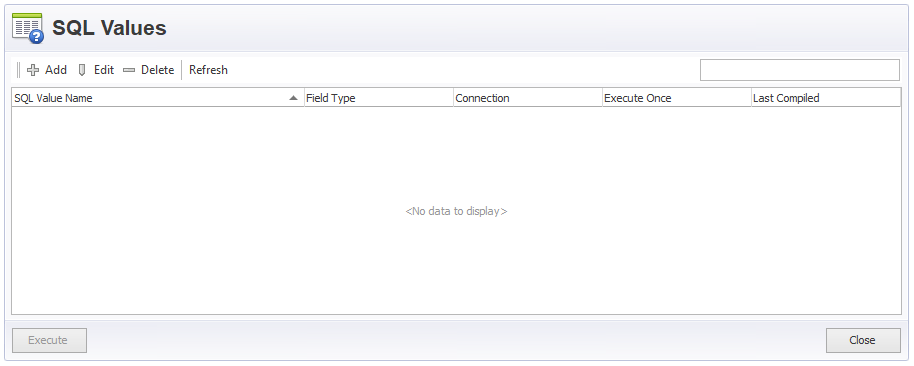 SQL Values
Add Edit Delete Refresh
SQL Value Name Field Type Connection Execute Once Last Compiled
<No data to display>
Execute Close